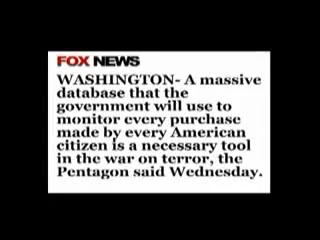 FOX NEWS
WASHINGTON- A massive
database that the
government will use to
monitor every purchase
made by every American
citizen is a necessary tool
in the war on terror, the
Pentagon said Wednesday.